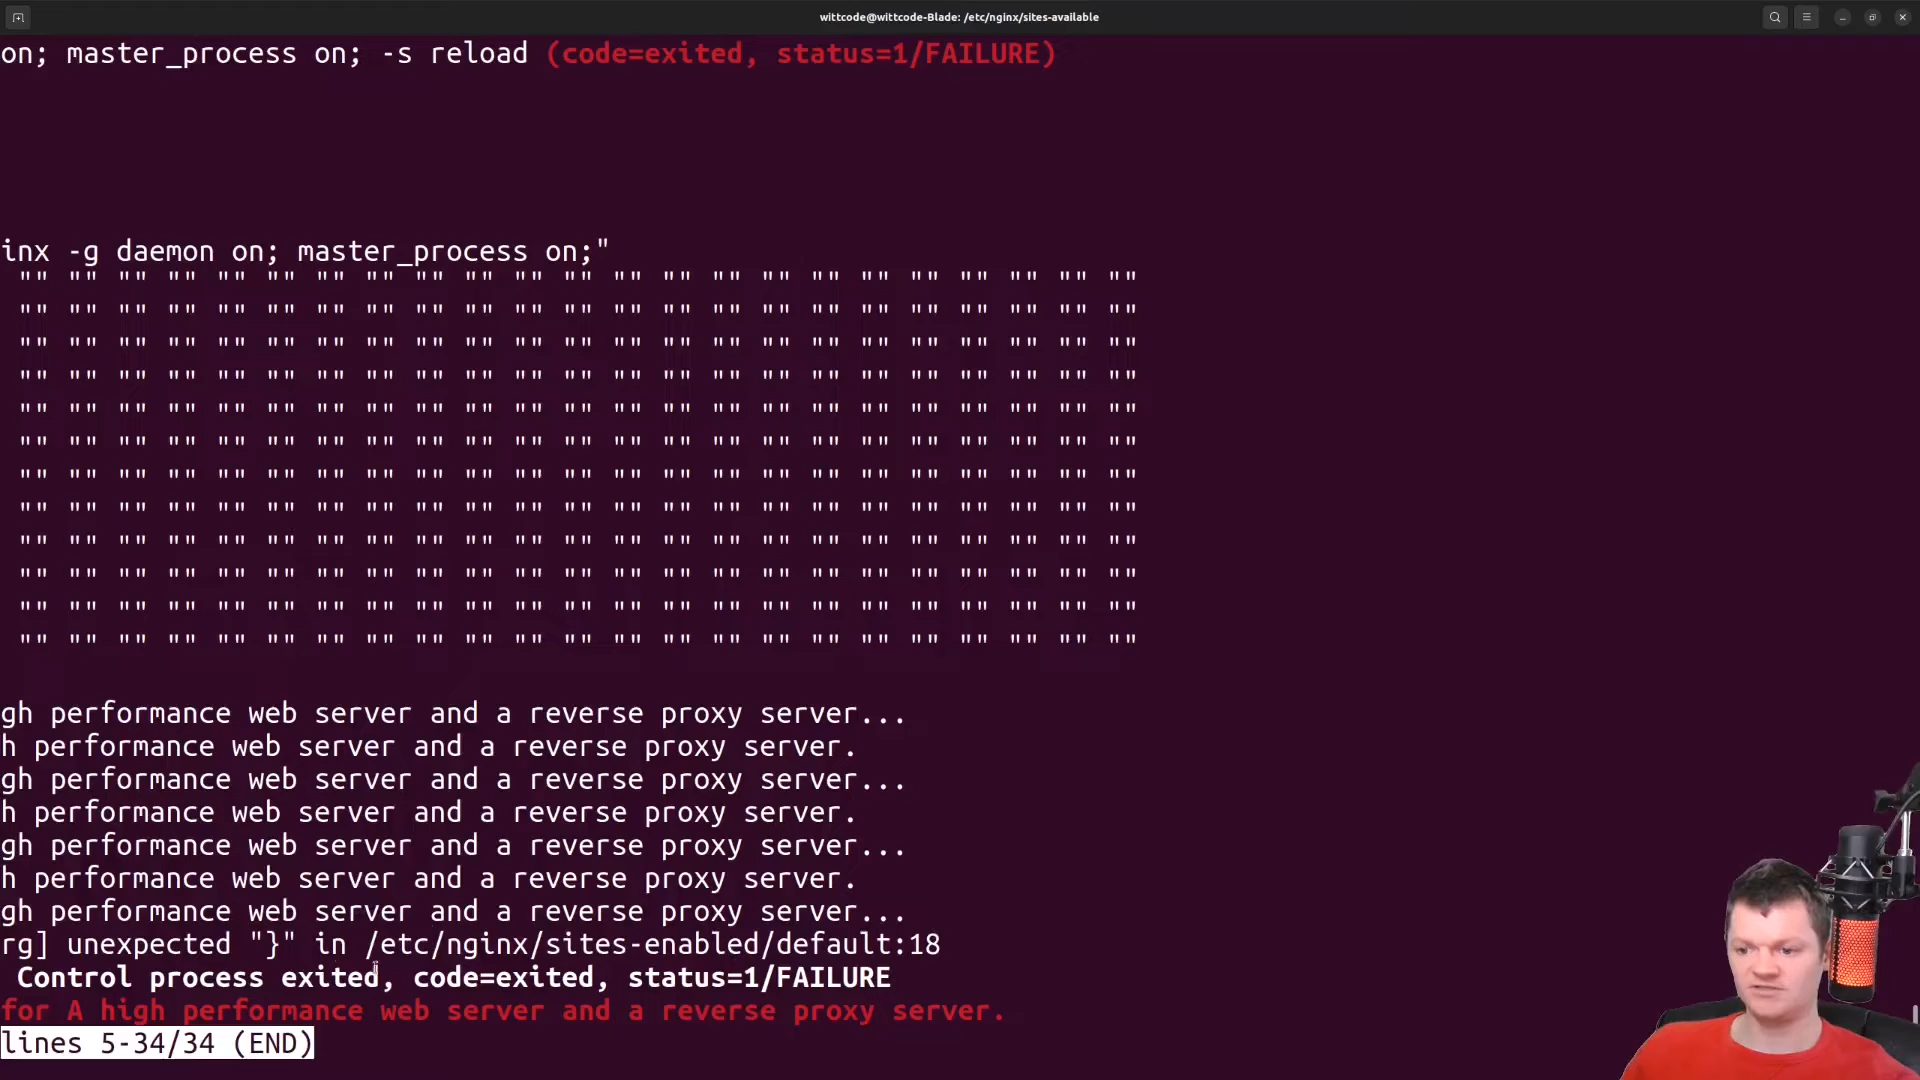 wittcode@wittcode-Blade: /etc/nginx/sites-available
on; master_process on; -s reload (code=exited, status=1/FAILURE)
inx -g daemon on; master_process on;"
"" "" "" "" "" "" "" "" "" "" "" "" "" "" "" "" "" "" "" "" "" "" ""
"" "" "" "" "" "" "" "" "" "" "" "" "" "" "" "" "" "" "" "" "" "" ""
"" "" "" "" "" "" "" "" "" "" "" "" "" "" "" "" "" "" "" "" "" "" ""
"" "" "" "" "" "" "" "" "" "" "" "" "" "" "" "" "" "" "" "" "" "" ""
"" "" "" "" "" "" "" "" "" "" "" "" "" "" "" "" "" "" "" "" "" "" ""
"" "" "" "" "" "" "" "" "" "" "" "" "" "" "" "" "" "" "" "" "" "" ""
"" "" "" "" "" "" "" "" "" "" "" "" "" "" "" "" "" "" "" "" "" "" ""
"" "" "" "" "" "" "" "" "" "" "" "" "" "" "" "" "" "" "" "" "" "" ""
"" "" "" "" "" "" "" "" "" "" "" "" "" "" "" "" "" "" "" "" "" "" ""
"" "" "" "" "" "" "" "" "" "" "" "" "" "" "" "" "" "" "" "" "" "" ""
"" "" "" "" "" "" "" "" "" "" "" "" "" "" "" "" "" "" "" "" "" "" ""
"" "" "" "" "" "" "" "" "" "" "" "" "" "" "" "" "" "" "" "" "" "" ""
gh performance web server and a reverse proxy server...
h performance web server and a reverse proxy server.
gh performance web server and a reverse proxy server...
h performance web server and a reverse proxy server.
gh performance web server and a reverse proxy server...
h performance web server and a reverse proxy server.
gh performance web server and a reverse proxy server...
rg] unexpected "}" in /etc/nginx/sites-enabled/default:18
Control process exited, code=exited, status=1/FAILURE
for A high performance web server and a reverse proxy server.
lines 5-34/34 (END)